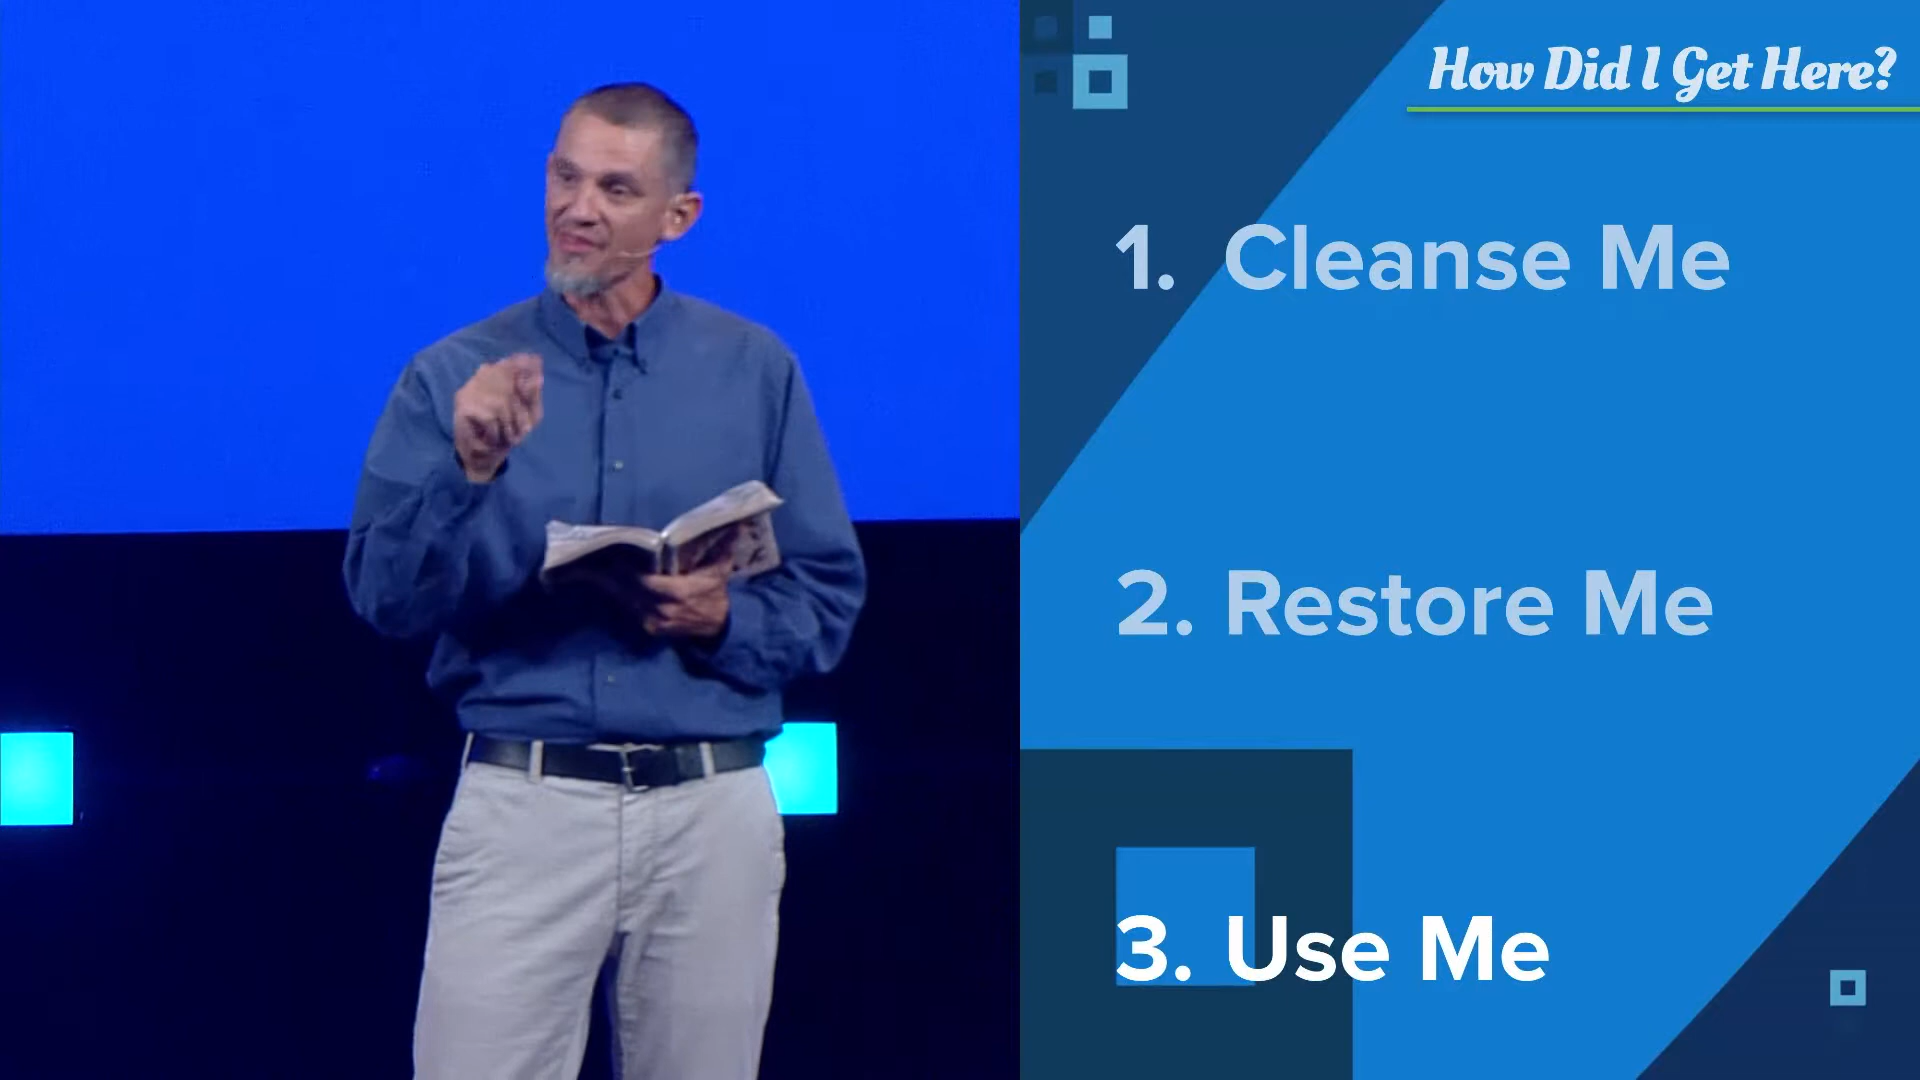 How Did I Get Here?
1. Cleanse Me
2. Restore Me
3. Use Me